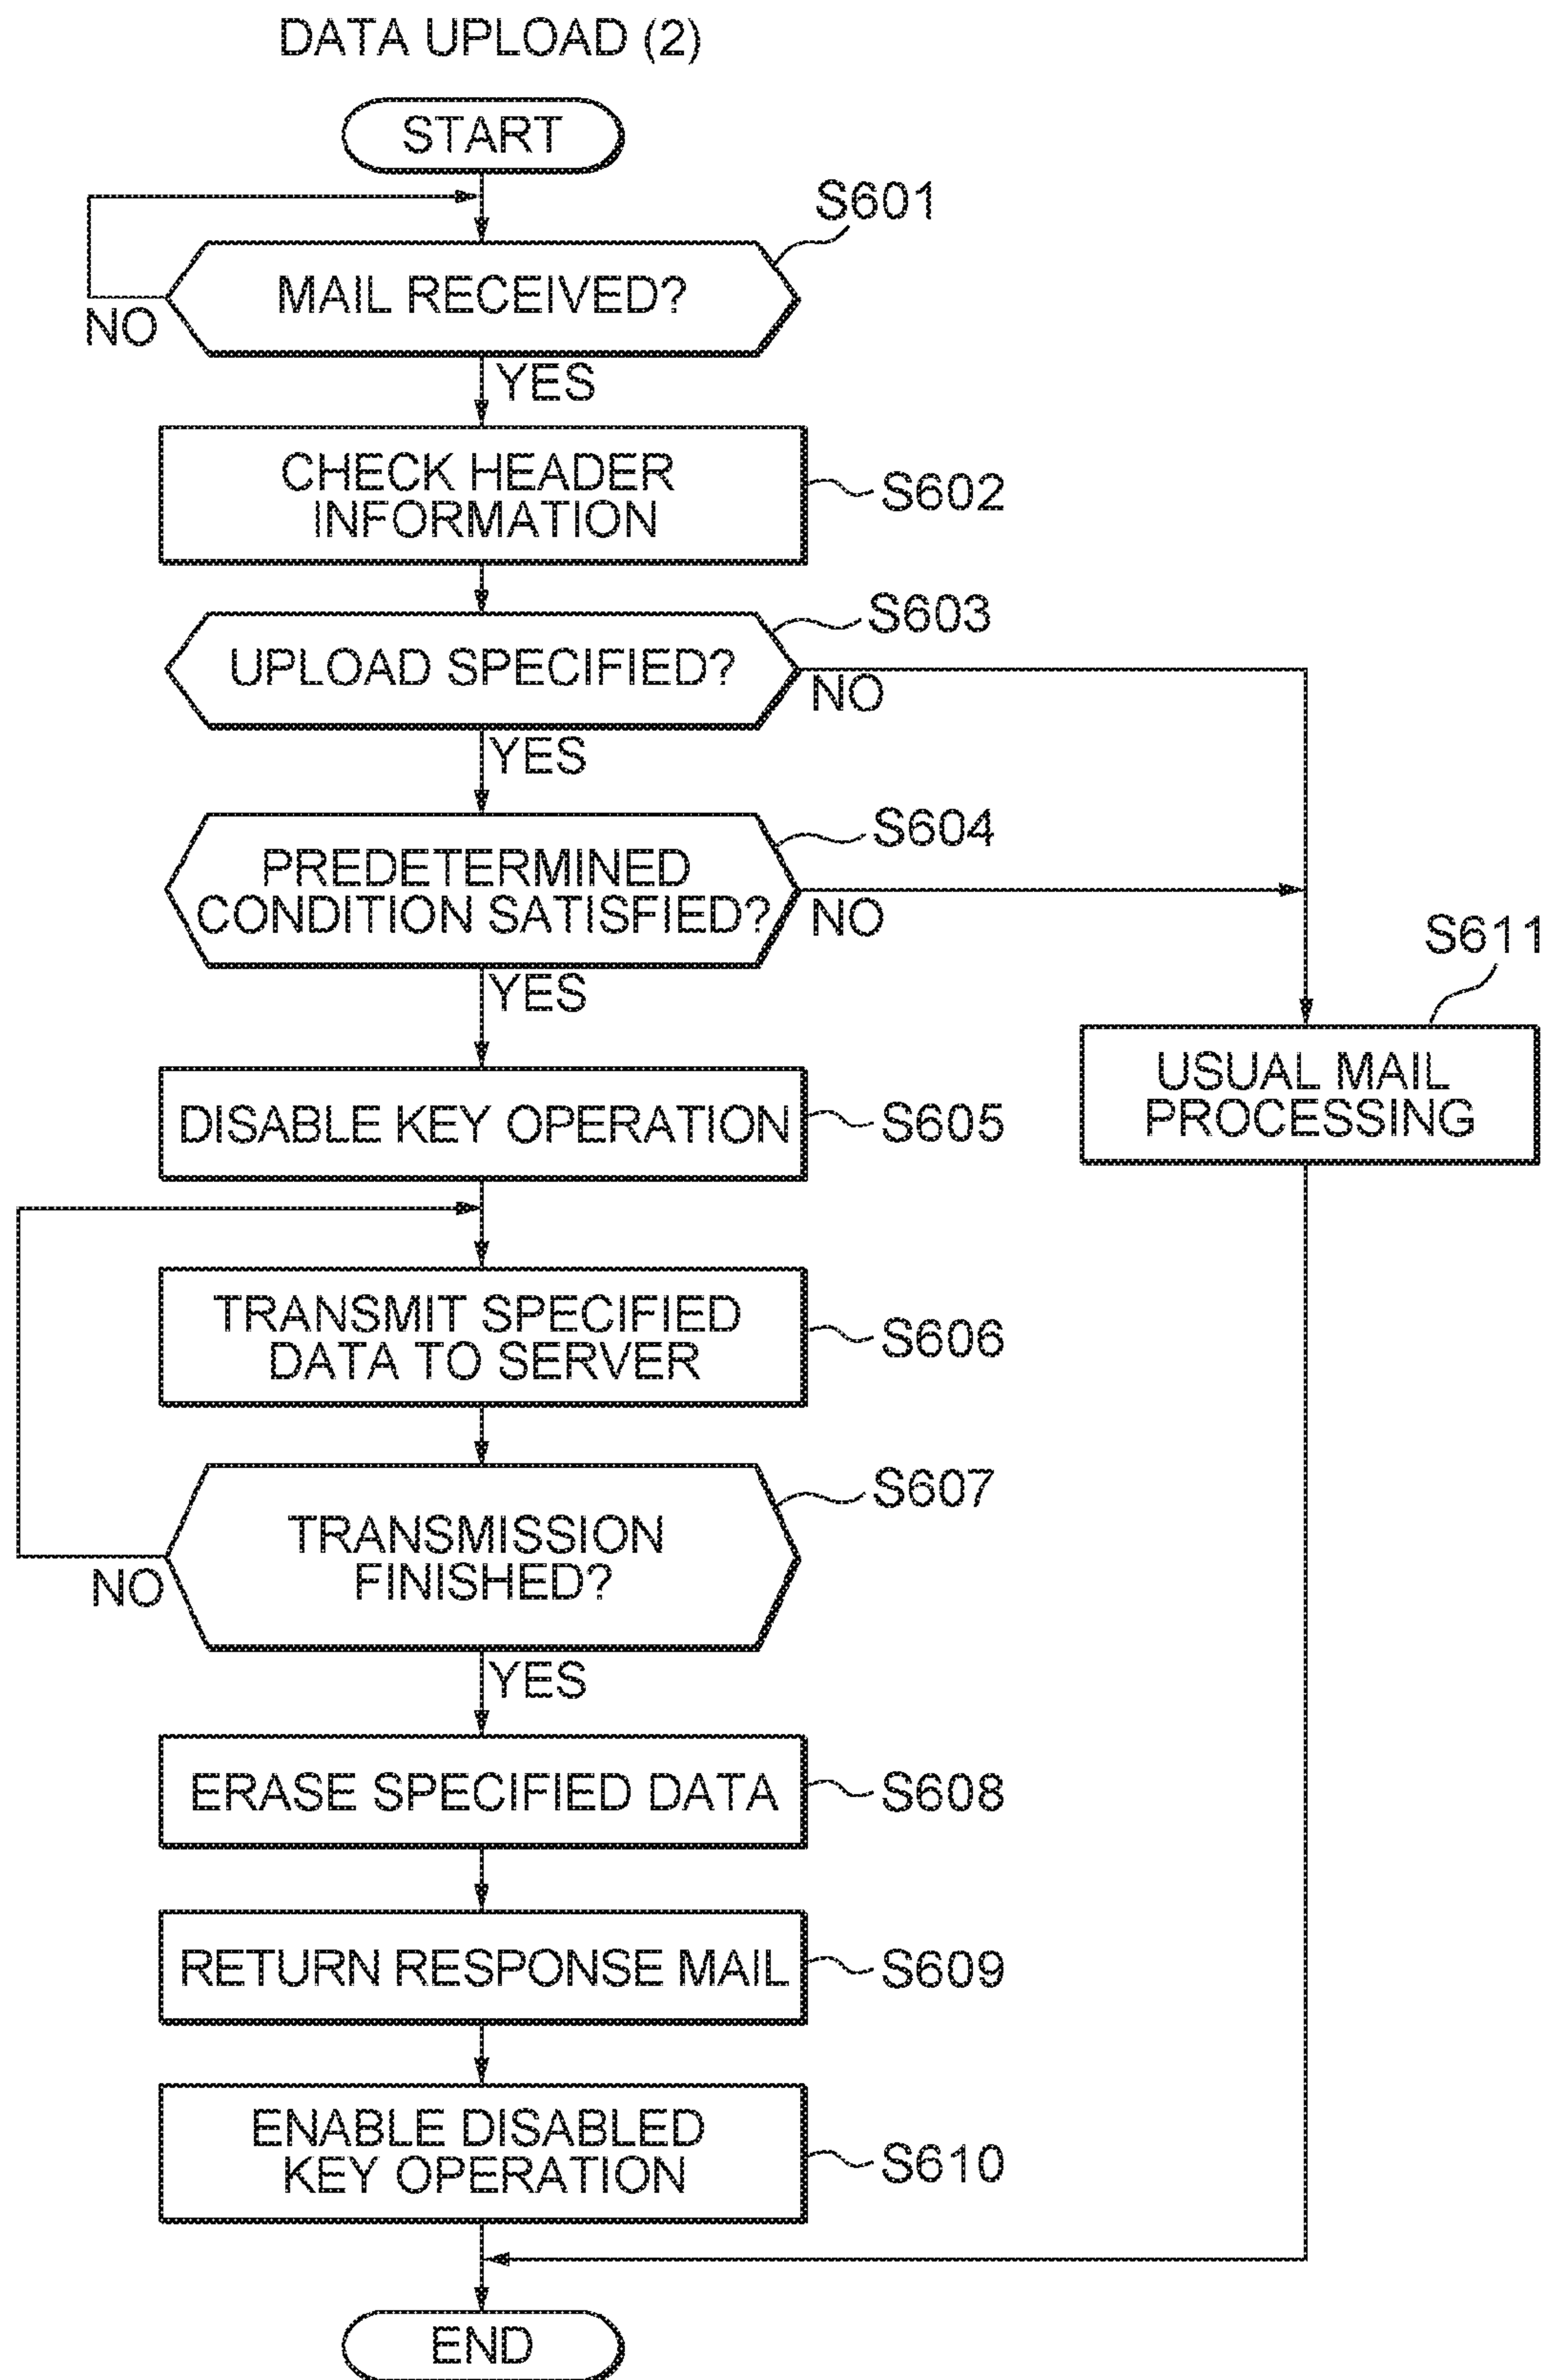 DATA UPLOAD (2)
START
S601
MAIL RECEIVED?
NO
YES
CHECK HEADER
INFORMATION
S602
S603
UPLOAD SPECIFIED?
NO
YES
S604
PREDETERMINED
CONDITION SATISFIED?
NO
YES
S611
USUAL MAIL
PROCESSING
DISABLE KEY OPERATION
S605
TRANSMIT SPECIFIED
DATA TO SERVER
S606
S607
TRANSMISSION
FINISHED?
NO
YES
ERASE SPECIFIED DATA
S608
RETURN RESPONSE MAIL
S609
ENABLE DISABLED
KEY OPERATION
S610
END